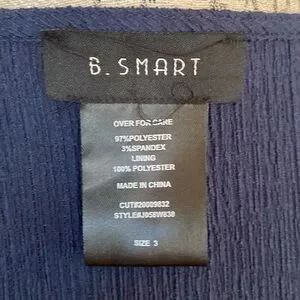 B. SMART
OVER FOR CARE
97%POLYESTER
3%SPANDEX
LINING
100% POLYESTER
MADE IN CHINA
CUT#20009832
STYLE#J058W830
SIZE 3